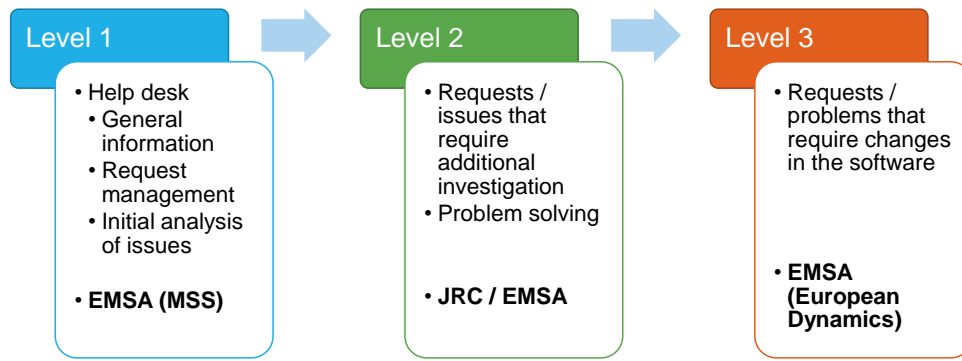 Level 1
• Help desk
• General
information
• Request
management
• Initial analysis
of issues
• EMSA (MSS)
Level 2
• Requests /
issues that
require
additional
investigation
• Problem solving
• JRC / EMSA
Level 3
• Requests /
problems that
require changes
in the software
• EMSA
(European
Dynamics)